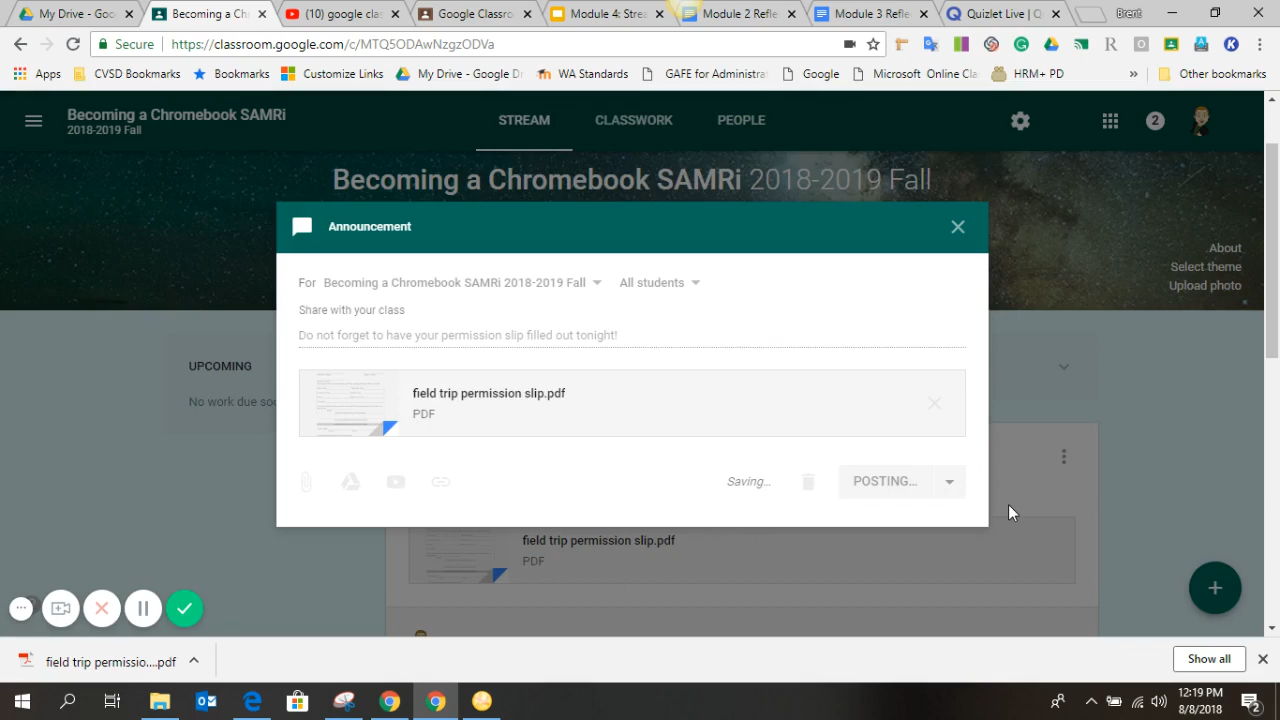 My Drive - Goo
Becoming a Ch
(10) google clas
Google Classro
Module 4: Strea
Module 2 Refle
Module 3 Refle
Quizlet Live | Q
Brent
Secure
https://classroom.google.com/c/MTQ5ODAwNzgzODVa
Apps
CVSD Bookmarks
Bookmarks
Customize Links
My Drive - Google Dr
WA Standards
GAFE for Administrat
Google
Microsoft Online Cla
HRM+ PD
»
Other bookmarks
Becoming a Chromebook SAMRi
2018-2019 Fall
STREAM
CLASSWORK
PEOPLE
2
Becoming a Chromebook SAMRi 2018-2019 Fall
Announcement
About
Select theme
Upload photo
For Becoming a Chromebook SAMRi 2018-2019 Fall
All students
Share with your class
Do not forget to have your permission slip filled out tonight!
UPCOMING
No work due soo
field trip permission slip.pdf
PDF
Saving...
POSTING...
field trip permission slip.pdf
PDF
field trip permissio....pdf
Show all
12:19 PM
8/8/2018
2